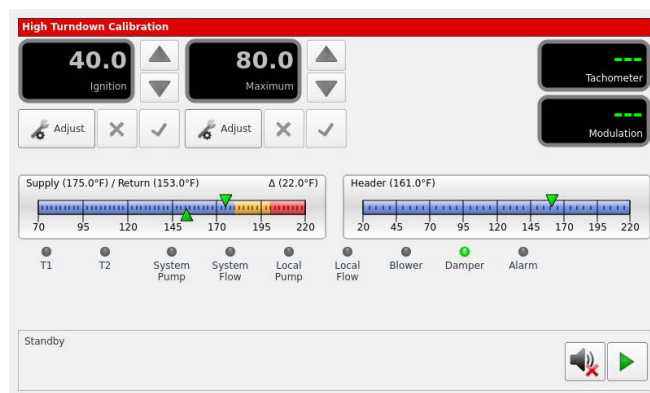 High Turndown Calibration
40.0
Ignition
80.0
Maximum
---
Tachometer
---
Modulation
Adjust
Adjust
Supply (175.0°F) / Return (153.0°F) Δ (22.0°F)
70 95 120 145 170 195 220
Header (161.0°F)
20 45 70 95 120 145 170 195 220
T1
T2
System
Pump
System
Flow
Local
Pump
Local
Flow
Blower
Damper
Alarm
Standby